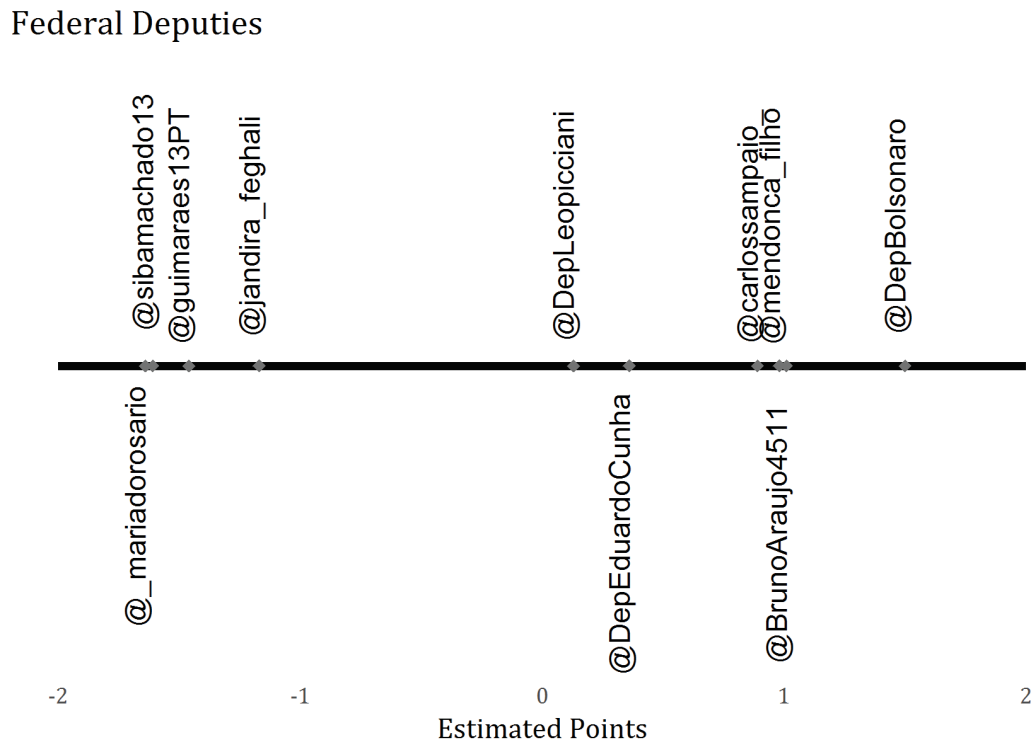 Federal Deputies
@sibamachado13
@guimaraes13PT
@jandira_feghali
@DepLeopicciani
@carlossampaio_
@mendonca_filho
@DepBolsonaro
@_mariadorosario
@DepEduardoCunha
@BrunoAraujo4511
-2
-1
0
1
2
Estimated Points